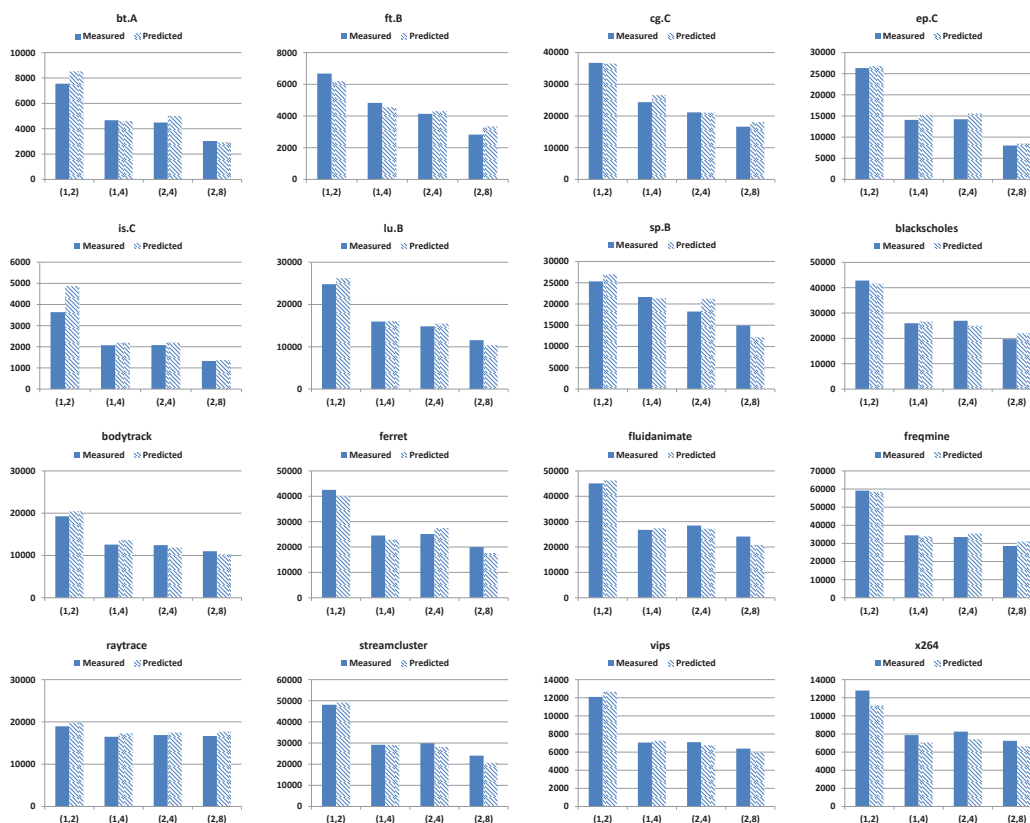 bt.A
Measured Predicted
10000
8000
6000
4000
2000
0
(1,2) (1,4) (2,4) (2,8)
ft.B
Measured Predicted
8000
6000
4000
2000
0
(1,2) (1,4) (2,4) (2,8)
cg.C
Measured Predicted
40000
30000
20000
10000
0
(1,2) (1,4) (2,4) (2,8)
ep.C
Measured Predicted
30000
25000
20000
15000
10000
5000
0
(1,2) (1,4) (2,4) (2,8)
is.C
Measured Predicted
6000
5000
4000
3000
2000
1000
0
(1,2) (1,4) (2,4) (2,8)
lu.B
Measured Predicted
30000
20000
10000
0
(1,2) (1,4) (2,4) (2,8)
sp.B
Measured Predicted
30000
25000
20000
15000
10000
5000
0
(1,2) (1,4) (2,4) (2,8)
blackscholes
Measured Predicted
50000
40000
30000
20000
10000
0
(1,2) (1,4) (2,4) (2,8)
bodytrack
Measured Predicted
30000
20000
10000
0
(1,2) (1,4) (2,4) (2,8)
ferret
Measured Predicted
50000
40000
30000
20000
10000
0
(1,2) (1,4) (2,4) (2,8)
fluidanimate
Measured Predicted
50000
40000
30000
20000
10000
0
(1,2) (1,4) (2,4) (2,8)
freqmine
Measured Predicted
70000
60000
50000
40000
30000
20000
10000
0
(1,2) (1,4) (2,4) (2,8)
raytrace
Measured Predicted
30000
20000
10000
0
(1,2) (1,4) (2,4) (2,8)
streamcluster
Measured Predicted
60000
50000
40000
30000
20000
10000
0
(1,2) (1,4) (2,4) (2,8)
vips
Measured Predicted
14000
12000
10000
8000
6000
4000
2000
0
(1,2) (1,4) (2,4) (2,8)
x264
Measured Predicted
14000
12000
10000
8000
6000
4000
2000
0
(1,2) (1,4) (2,4) (2,8)